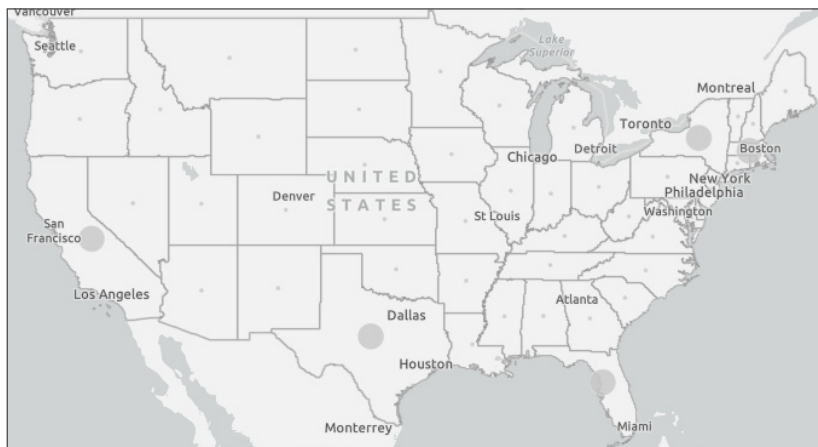 Vancouver
Seattle
Lake
Superior
Montreal
Toronto
Boston
Chicago
Detroit
New York
Philadelphia
UNITED
Denver
STATES
St Louis
Washington
San
Francisco
Los Angeles
Atlanta
Dallas
Houston
Miami
Monterrey